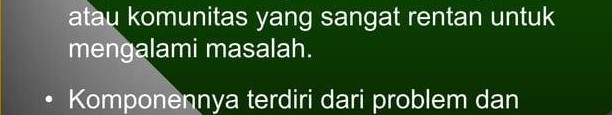 atau komunitas yang sangat rentan untuk
mengalami masalah.
• Komponennya terdiri dari problem dan